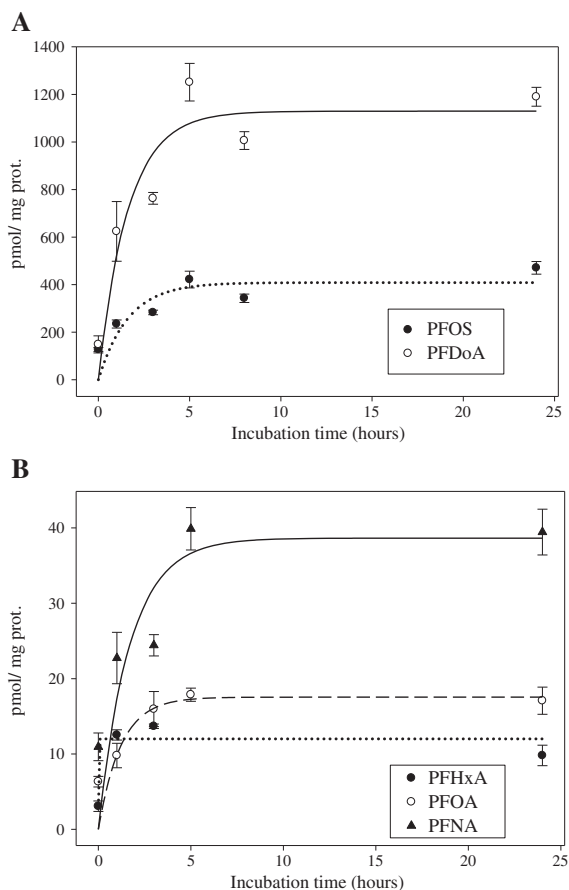 A
1400
1200
1000
800
600
400
200
0
pmol/ mg prot.
PFOS
PFDoA
0 5 10 15 20 25
Incubation time (hours)
B
40
30
20
10
0
pmol/ mg prot.
PFHxA
PFOA
PFNA
0 5 10 15 20 25
Incubation time (hours)